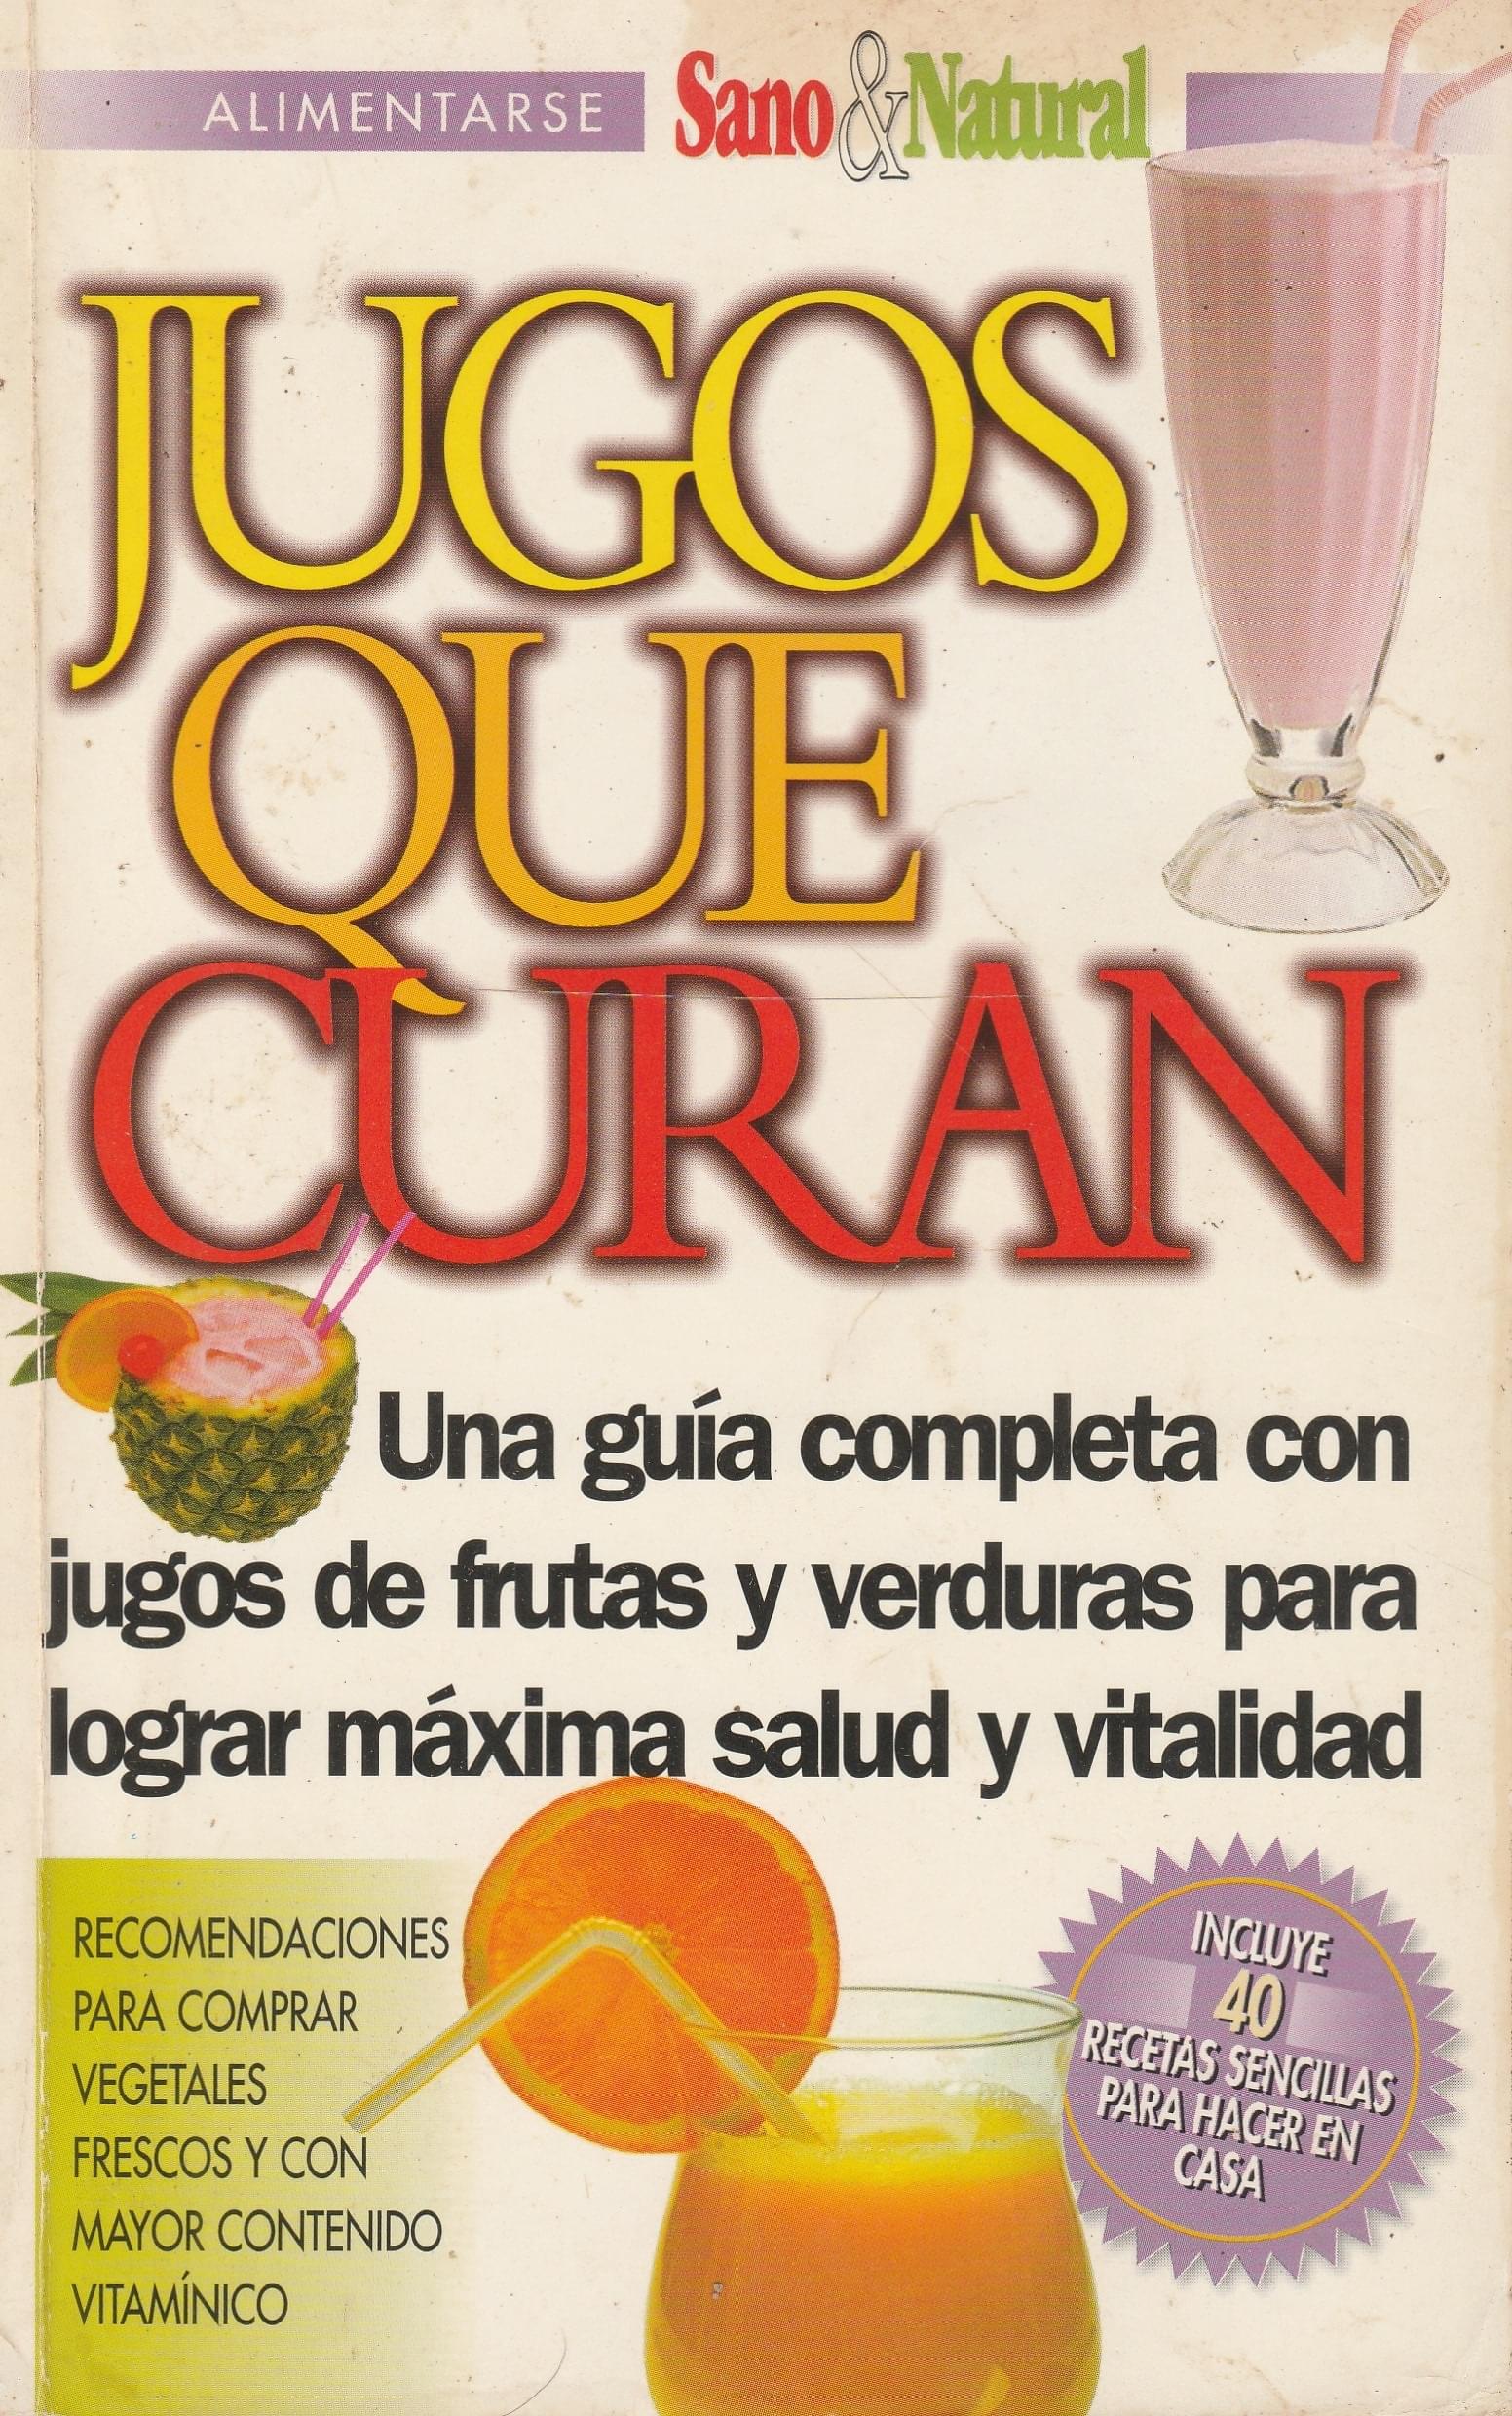 ALIMENTARSE Sano & Natural
JUGOS
QUE
CURAN
Una guía completa con
jugos de frutas y verduras para
lograr máxima salud y vitalidad
RECOMENDACIONES
PARA COMPRAR
VEGETALES
FRESCOS Y CON
MAYOR CONTENIDO
VITAMÍNICO
INCLUYE
40
RECETAS SENCILLAS
PARA HACER EN
CASA